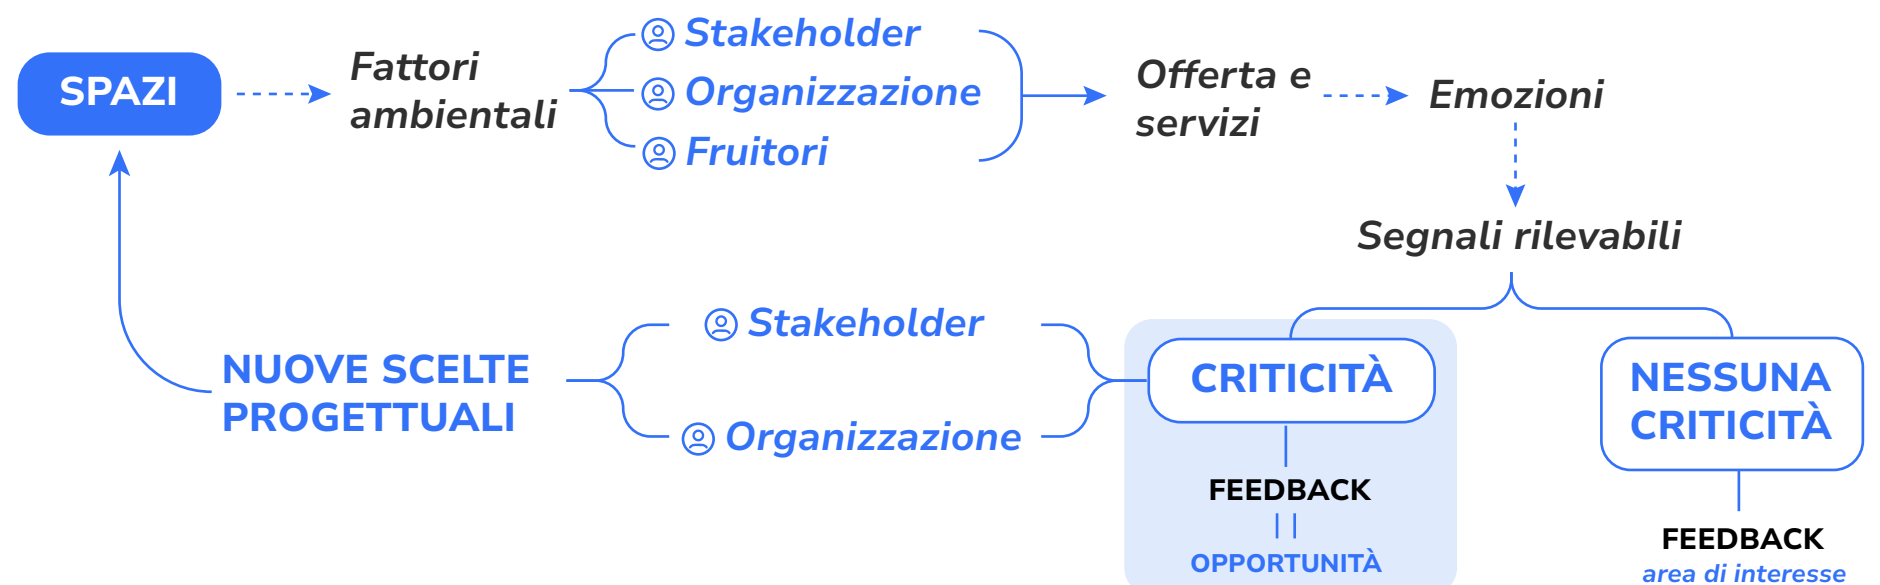 SPAZI
Fattori
ambientali
Stakeholder
Organizzazione
Fruitori
Offerta e
servizi
Emozioni
Segnali rilevabili
CRITICITÀ
FEEDBACK
OPPORTUNITÀ
NESSUNA
CRITICITÀ
FEEDBACK
area di interesse
Stakeholder
Organizzazione
NUOVE SCELTE
PROGETTUALI